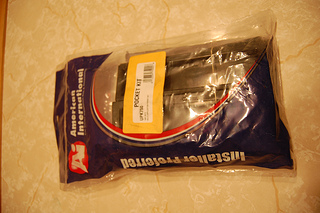 American
International
AI
POCKET KIT
Installer Preferred